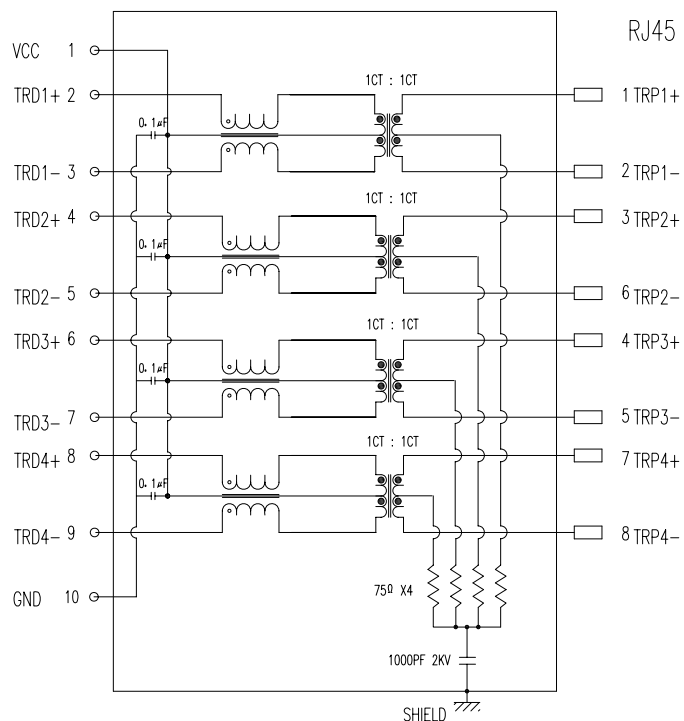 RJ45
VCC 1
1CT : 1CT
TRD1+ 2
1 TRP1+
0.1µF
TRD1- 3
2 TRP1-
1CT : 1CT
TRD2+ 4
3 TRP2+
0.1µF
TRD2- 5
6 TRP2-
1CT : 1CT
TRD3+ 6
4 TRP3+
0.1µF
TRD3- 7
5 TRP3-
1CT : 1CT
TRD4+ 8
7 TRP4+
0.1µF
TRD4- 9
8 TRP4-
75Ω X4
GND 10
1000PF 2KV
SHIELD